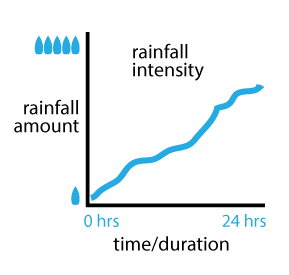 rainfall
intensity
rainfall
amount
0 hrs
24 hrs
time/duration